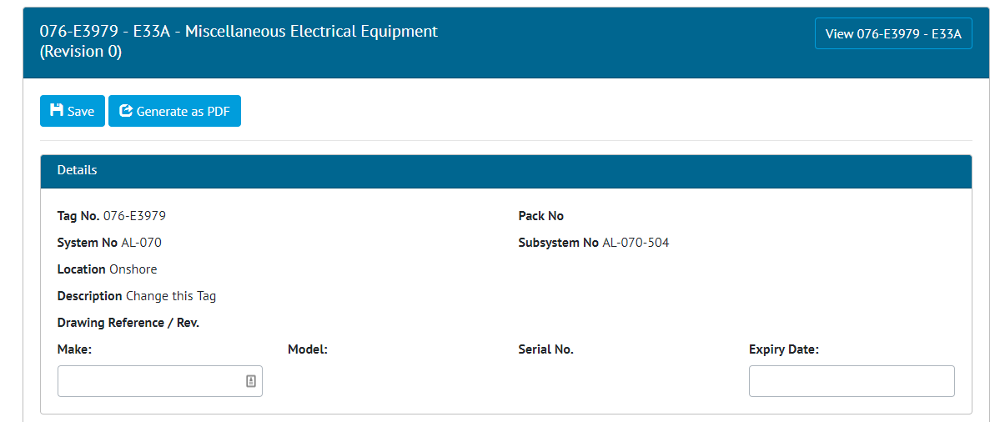 076-E3979 - E33A - Miscellaneous Electrical Equipment
(Revision 0)
View 076-E3979 - E33A
Save
Generate as PDF
Details
Tag No. 076-E3979
Pack No
System No AL-070
Subsystem No AL-070-504
Location Onshore
Description Change this Tag
Drawing Reference / Rev.
Make:
Model:
Serial No.
Expiry Date: